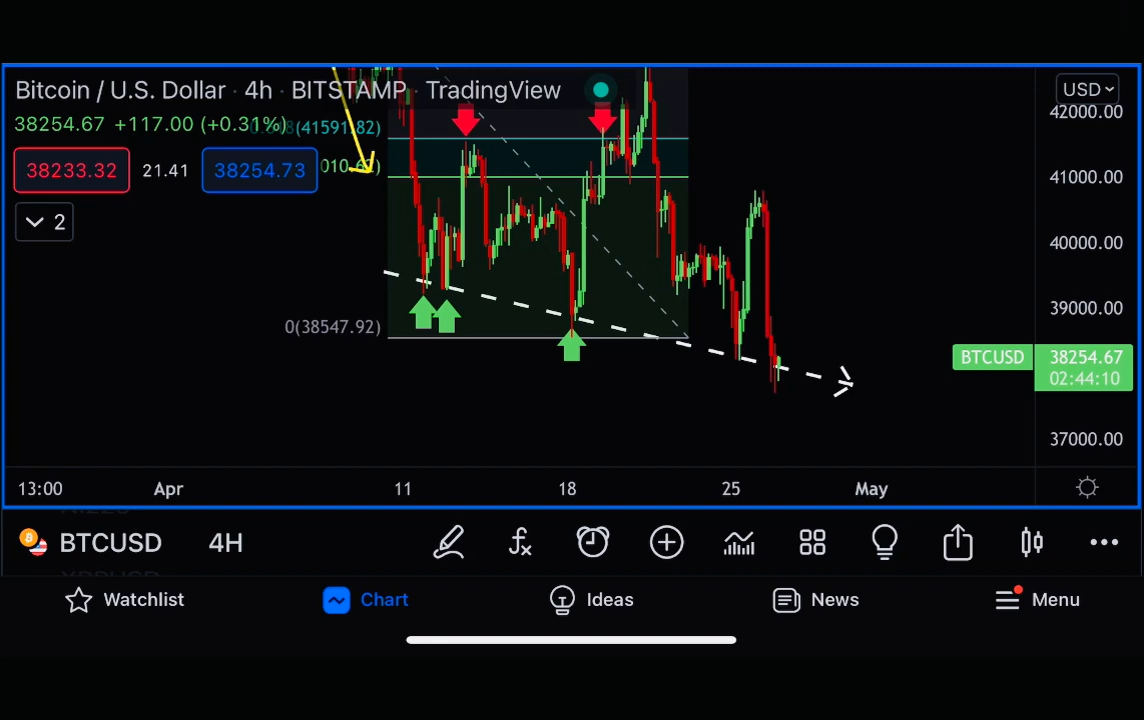 Bitcoin / U.S. Dollar · 4h · BITSTAMP · TradingView
USD
42000.00
38254.67 +117.00 (+0.31%)
(41591.82)
38233.32 21.41 38254.73
41000.00
2
40000.00
39000.00
0(38547.92)
BTCUSD 38254.67
02:44:10
37000.00
13:00 Apr 11 18 25 May
BTCUSD 4H
Watchlist Chart Ideas News Menu